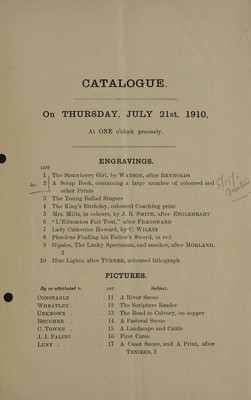 CATALOGUE.
On THURSDAY, JULY 21st, 1910,
At ONE o'clock precisely.
ENGRAVINGS.
LOT
1 The Strawberry Girl, by WATSON, after REYNOLDS
2 A Scrap Book, containing a large number of coloured and
other Prints
3 The Young Ballad Singers
4 The King's Birthday, coloured Coaching print
5 Mrs. Mills, in colours, by J. R. SMITH, after ENGLEHEART
6 "L'Education Fait Tout," after FRAGONARD
7 Lady Catherine Howard, by C. WILKIN
8 Phædens Finding his Father's Sword, in red
9 Gipsies, The Lucky Sportsman, and another, after MORLAND,
3
10 Blue Lights, after TURNER, coloured lithograph
PICTURES.
By or attributed to LOT Subject.
CONSTABLE . . 11 A River Scene
WHEATLEY . . 12 The Scripture Reader
UNKNOWN . . 13 The Road to Calvary, on copper
BOUCHER . . 14 A Pastoral Scene
C. TOWNE . . 15 A Landscape and Cattle
J. J. PALING . 16 First Cares
LUNY . . . 17 A Coast Scene, and A Print, after
TENIERS, 2